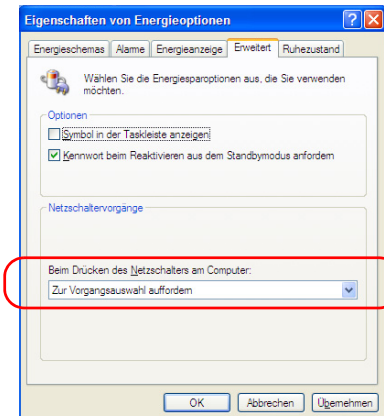 Eigenschaften von Energieoptionen
Energieschemas Alarme Energieanzeige Erweitert Ruhezustand
Wählen Sie die Energiesparoptionen aus, die Sie verwenden
möchten.
Optionen
Symbol in der Taskleiste anzeigen
Kennwort beim Reaktivieren aus dem Standbymodus anfordern
Netzschaltervorgänge
Beim Drücken des Netzschalters am Computer:
Zur Vorgangsauswahl auffordern
OK Abbrechen Übernehmen